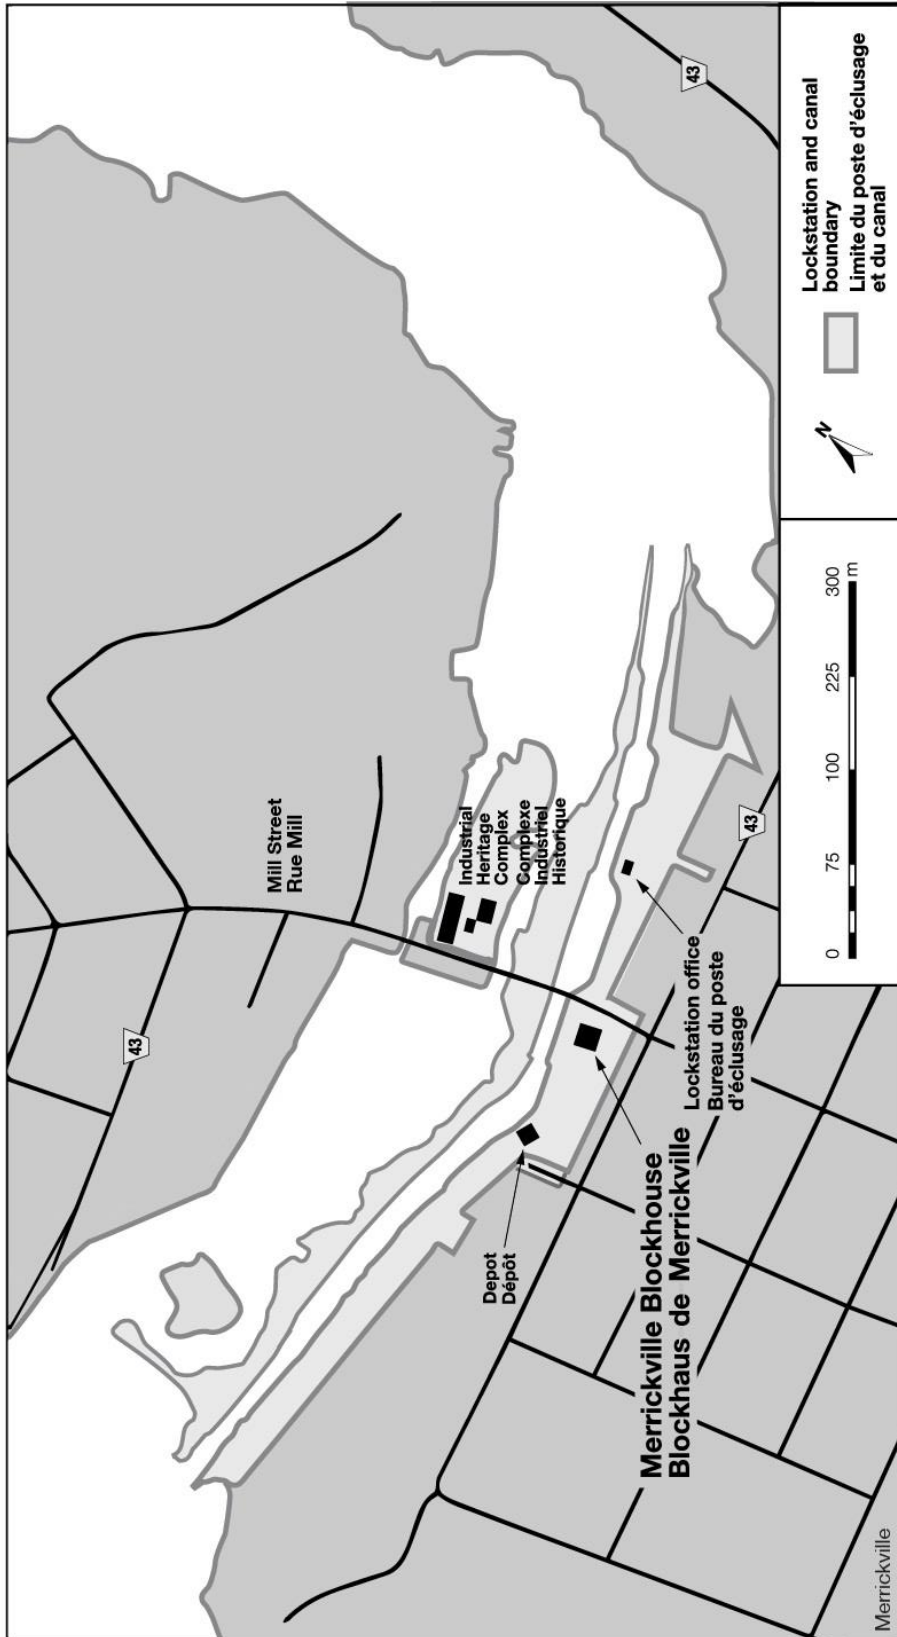 43
Mill Street
Rue Mill
43
Industrial
Heritage
Complex
Complexe
Industriel
Historique
Depot
Dépôt
Merrickville Blockhouse
Blockhaus de Merrickville
Lockstation office
Bureau du poste
d'éclusage
43
Merrickville
0 75 100 225 300
m
N
Lockstation and canal
boundary
Limite du poste d'éclusage
et du canal